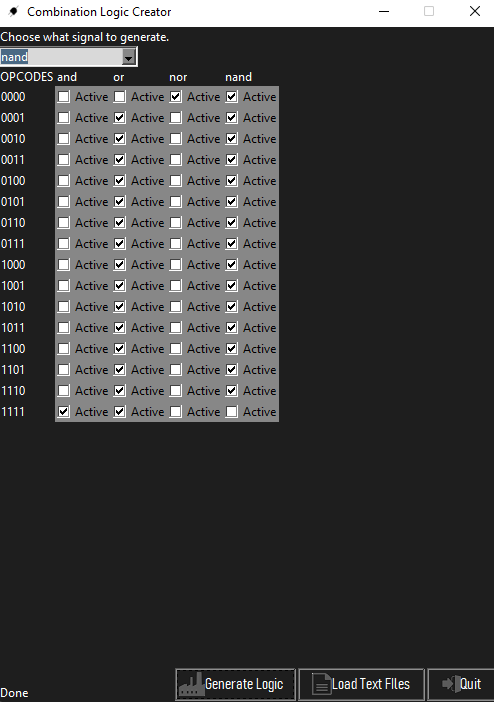 Combination Logic Creator
Choose what signal to generate.
nand
OPCODES and or nor nand
0000 Active Active Active Active
0001 Active Active Active Active
0010 Active Active Active Active
0011 Active Active Active Active
0100 Active Active Active Active
0101 Active Active Active Active
0110 Active Active Active Active
0111 Active Active Active Active
1000 Active Active Active Active
1001 Active Active Active Active
1010 Active Active Active Active
1011 Active Active Active Active
1100 Active Active Active Active
1101 Active Active Active Active
1110 Active Active Active Active
1111 Active Active Active Active
Done Generate Logic Load Text Files Quit